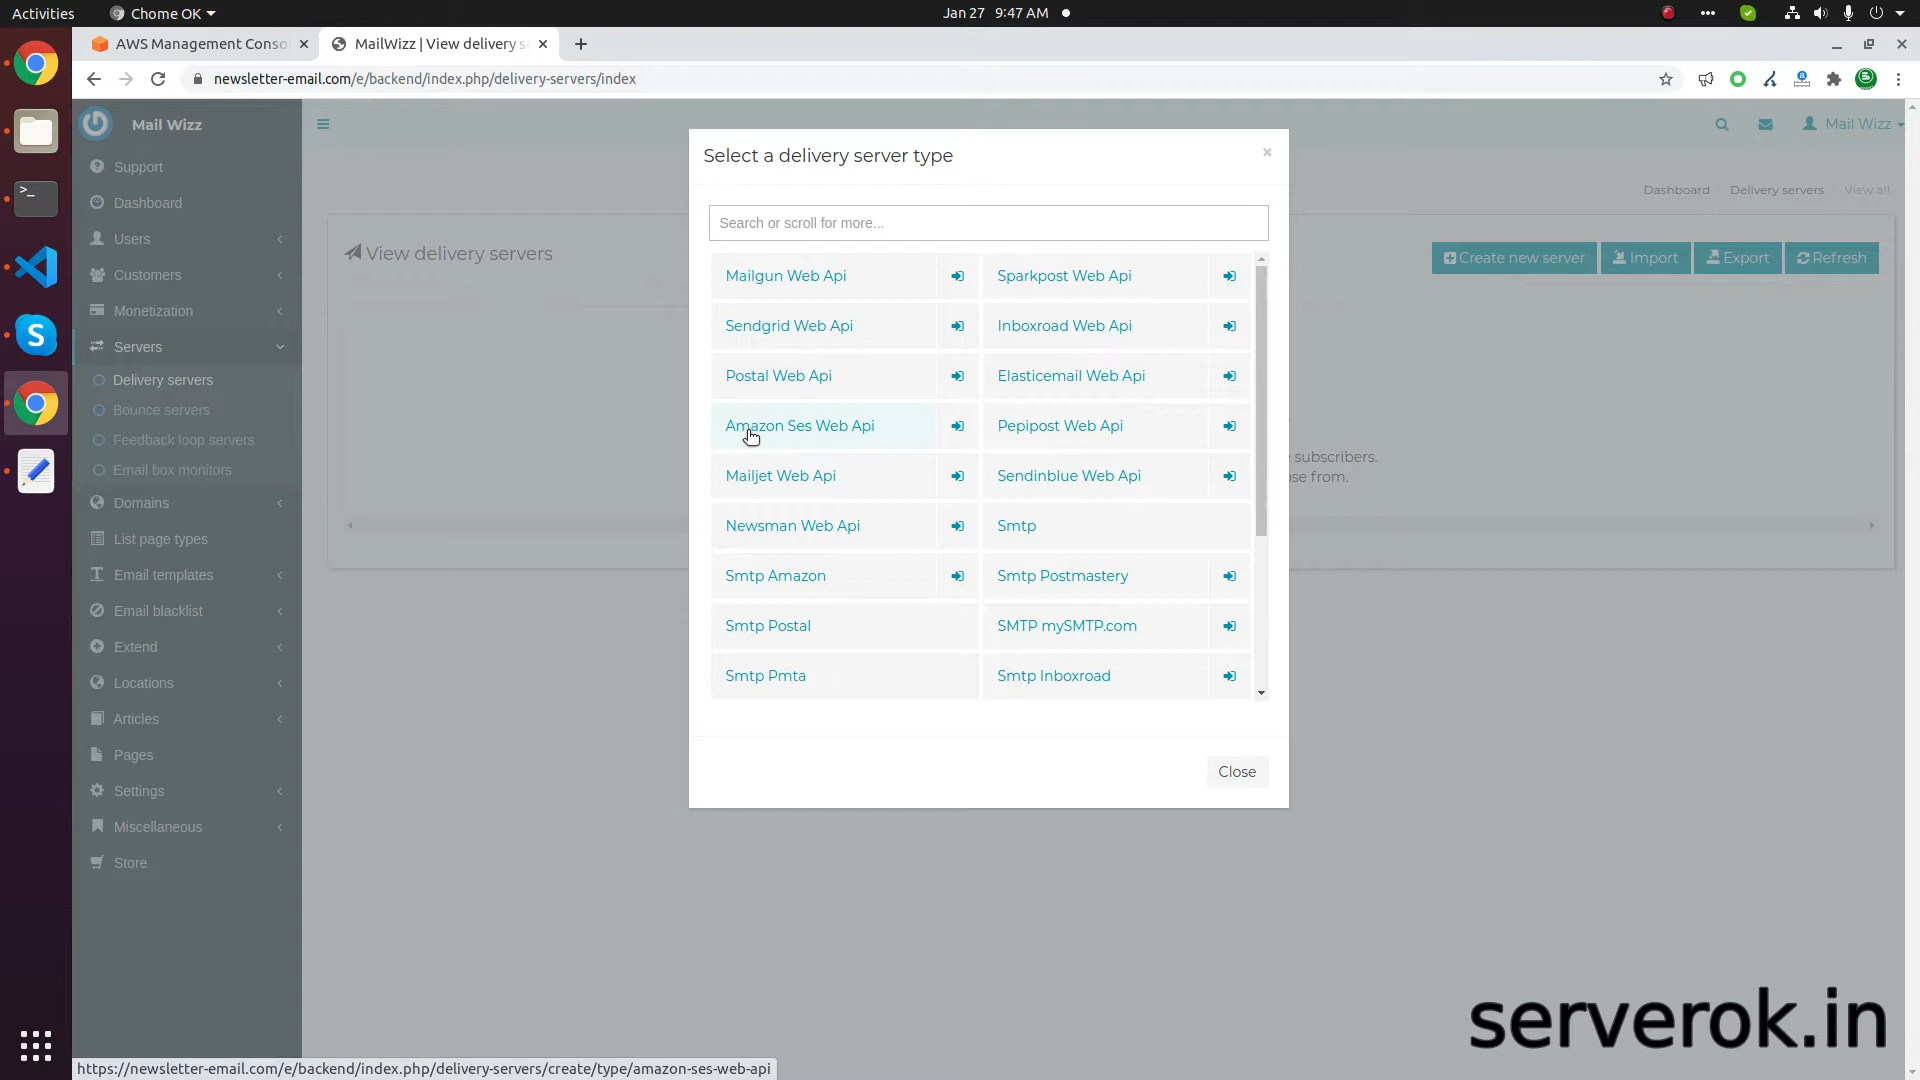 Activities
Chome OK
Jan 27 9:47 AM
AWS Management Conso
MailWizz | View delivery s
newsletter-email.com/e/backend/index.php/delivery-servers/index
Mail Wizz
Mail Wizz
Support
Dashboard
Users
Customers
Monetization
Servers
Delivery servers
Bounce servers
Feedback loop servers
Email box monitors
Domains
List page types
Email templates
Email blacklist
Extend
Locations
Articles
Pages
Settings
Miscellaneous
Store
Dashboard
Delivery servers
View all
View delivery servers
Create new server
Import
Export
Refresh
e subscribers.
ose from.
Select a delivery server type
×
Search or scroll for more...
Mailgun Web Api
Sparkpost Web Api
Sendgrid Web Api
Inboxroad Web Api
Postal Web Api
Elasticemail Web Api
Amazon Ses Web Api
Pepipost Web Api
Mailjet Web Api
Sendinblue Web Api
Newsman Web Api
Smtp
Smtp Amazon
Smtp Postmastery
Smtp Postal
SMTP mySMTP.com
Smtp Pmta
Smtp Inboxroad
Close
serverok.in
https://newsletter-email.com/e/backend/index.php/delivery-servers/create/type/amazon-ses-web-api